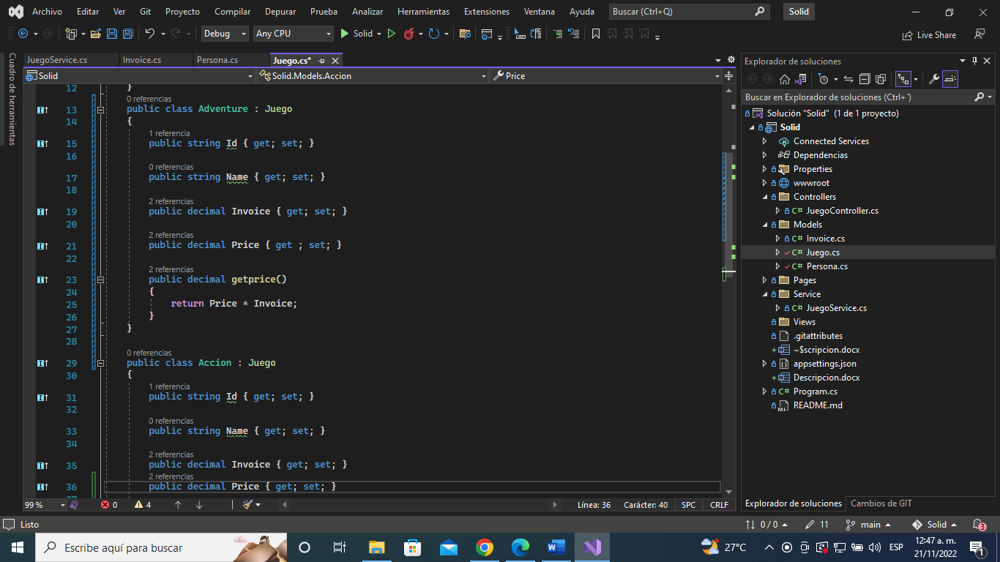 Archivo Editar Ver Git Proyecto Compilar Depurar Prueba Analizar Herramientas Extensiones Ventana Ayuda Buscar (Ctrl+Q) Solid
Debug Any CPU Solid Live Share
Cuadro de herramientas
JuegoService.cs Invoice.cs Persona.cs Juego.cs*
Solid Solid.Models.Accion Price
12 }
0 referencias
13 public class Adventure : Juego
14 {
1 referencia
15 public string Id { get; set; }
16
0 referencias
17 public string Name { get; set; }
18
2 referencias
19 public decimal Invoice { get; set; }
20
2 referencias
21 public decimal Price { get ; set; }
22
2 referencias
23 public decimal getprice()
24 {
25 return Price * Invoice;
26 }
27 }
28
0 referencias
29 public class Accion : Juego
30 {
1 referencia
31 public string Id { get; set; }
32
0 referencias
33 public string Name { get; set; }
34
2 referencias
35 public decimal Invoice { get; set; }
2 referencias
36 public decimal Price { get; set; }
99 % 0 4 Línea: 36 Carácter: 40 SPC CRLF
Explorador de soluciones
Buscar en Explorador de soluciones (Ctrl+´)
Solución "Solid" (1 de 1 proyecto)
Solid
Connected Services
Dependencias
Properties
wwwroot
Controllers
C# JuegoController.cs
Models
C# Invoice.cs
C# Juego.cs
C# Persona.cs
Pages
Service
C# JuegoService.cs
Views
.gitattributes
~$scripcion.docx
appsettings.json
Descripcion.docx
C# Program.cs
README.md
Explorador de soluciones Cambios de GIT
Listo 0 / 0 11 main Solid 3
Escribe aquí para buscar 27°C ESP 12:47 a. m.
21/11/2022 1